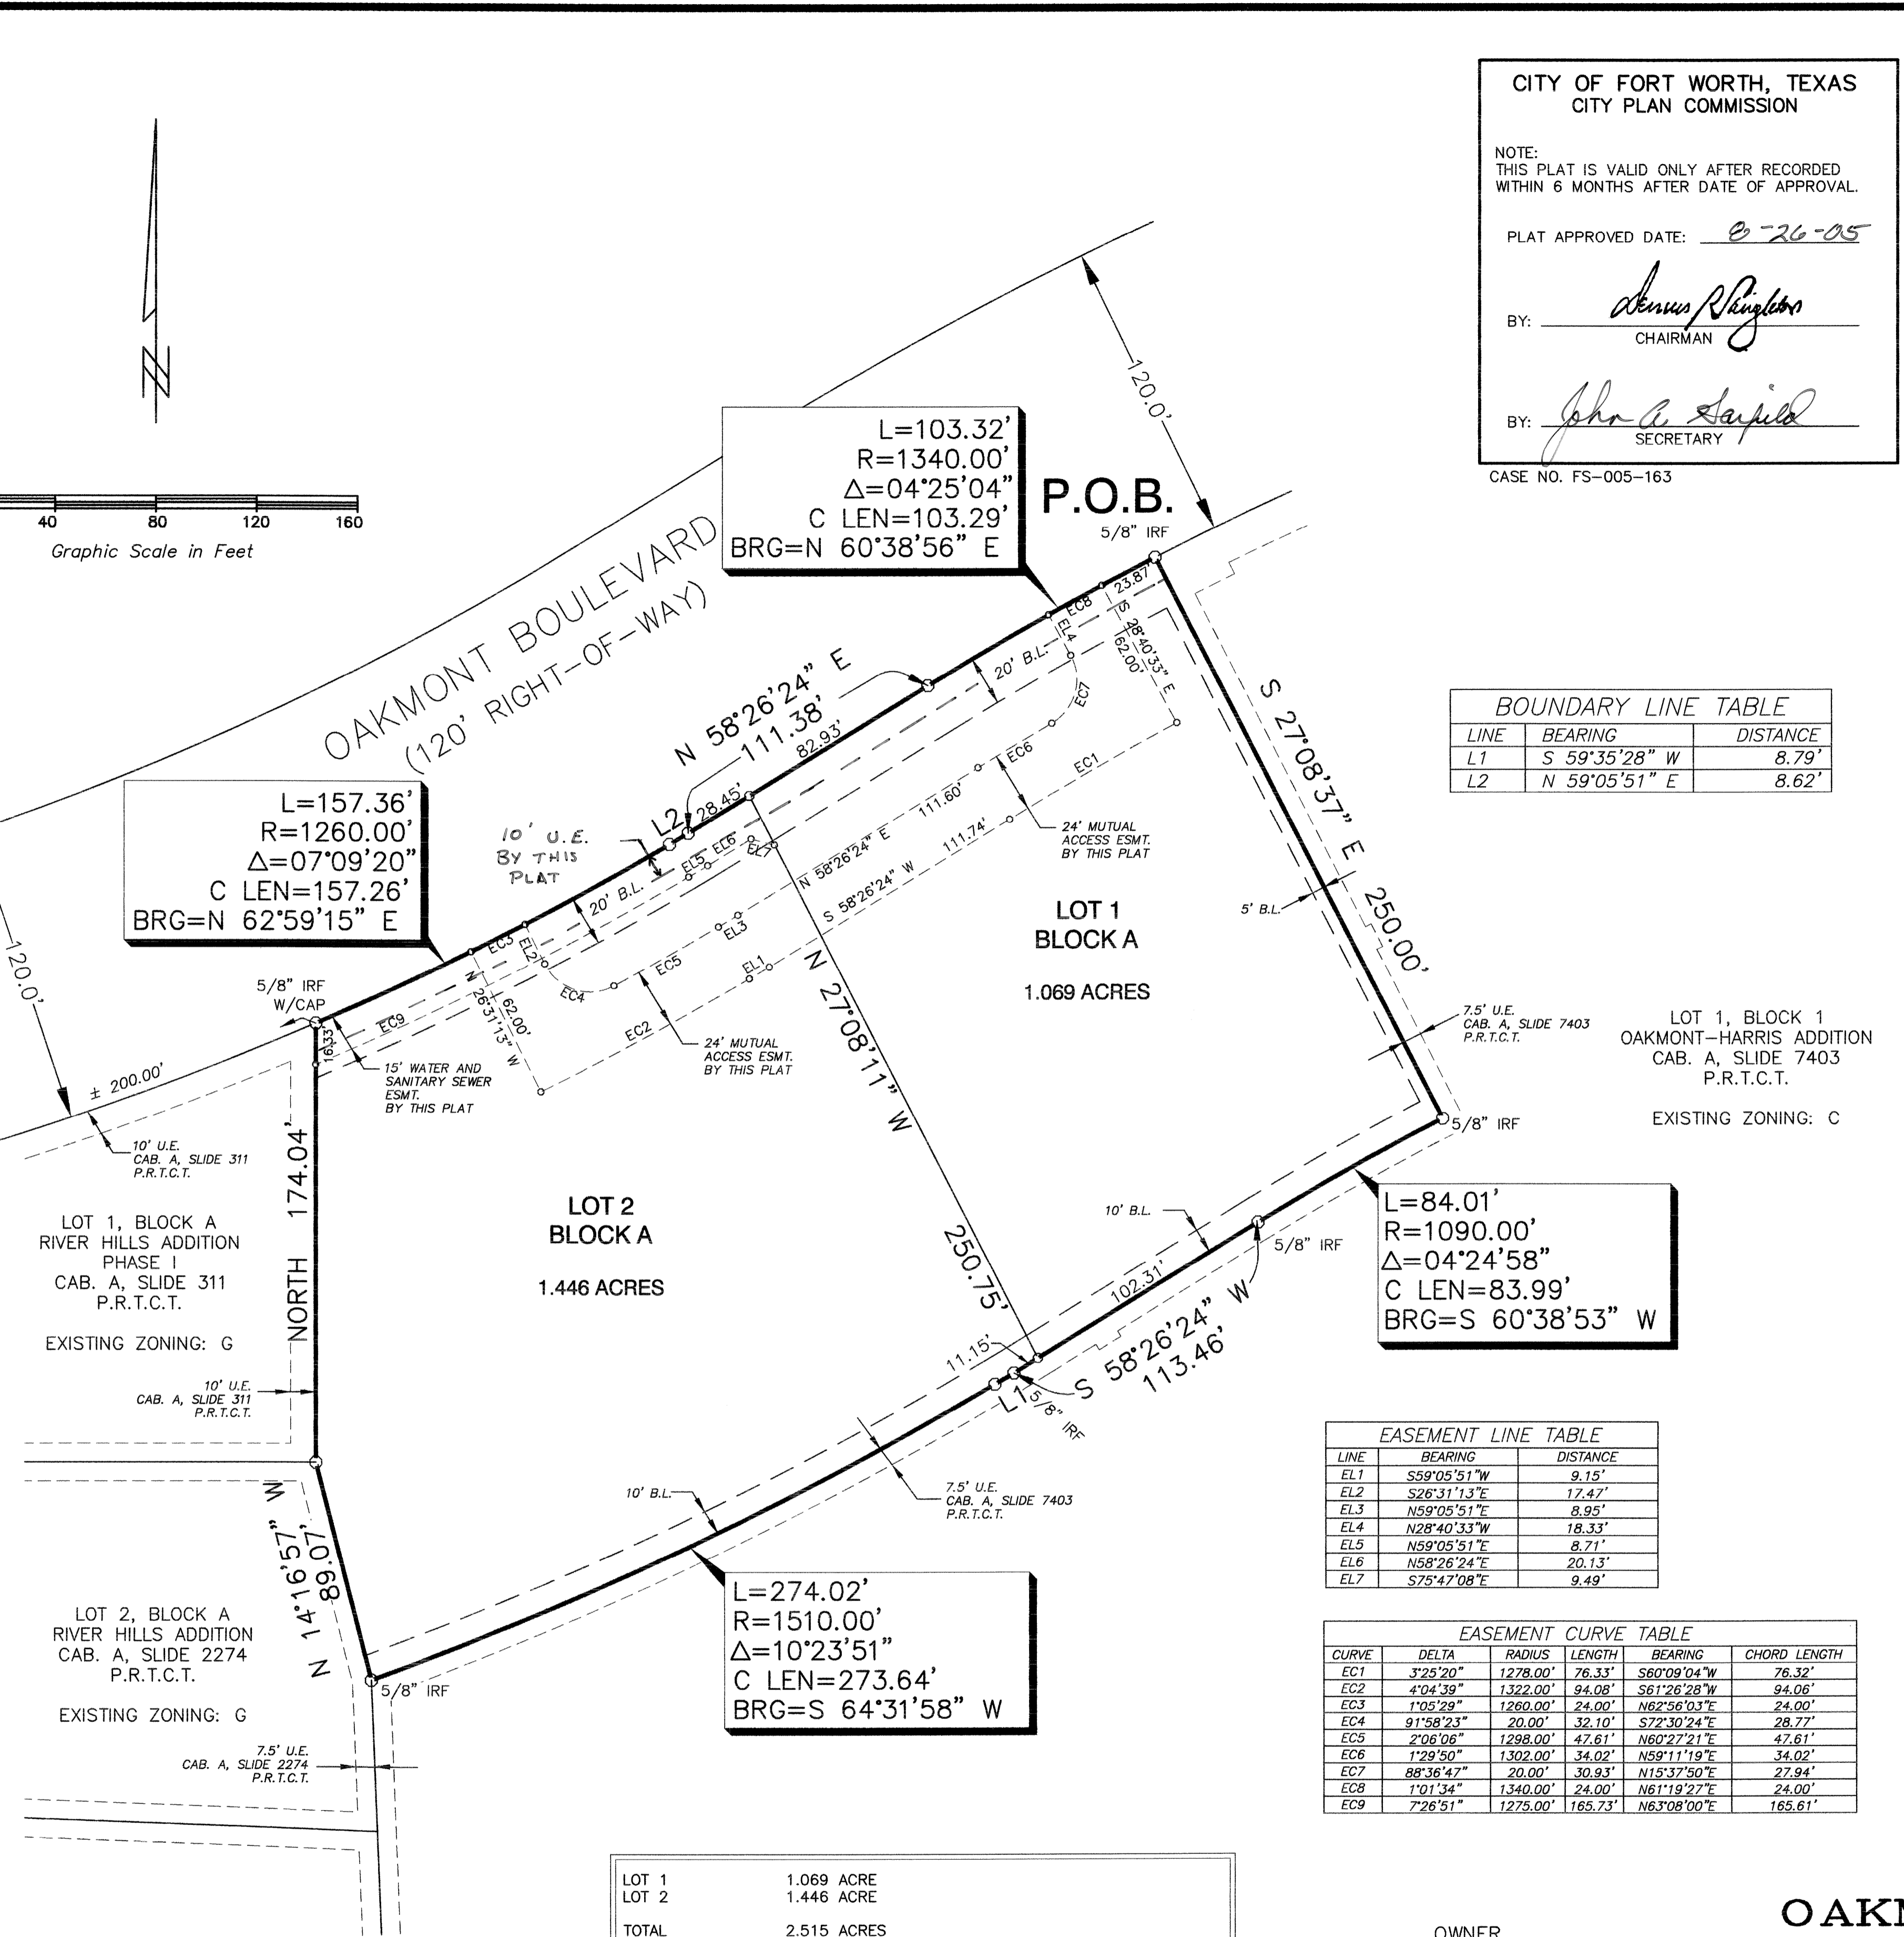 CITY OF FORT WORTH, TEXAS
CITY PLAN COMMISSION
NOTE:
THIS PLAT IS VALID ONLY AFTER RECORDED
WITHIN 6 MONTHS AFTER DATE OF APPROVAL.
PLAT APPROVED DATE: 8-26-05
BY:
CHAIRMAN
BY: John A
SECRETARY
CASE NO. FS-005-163
N
40 80 120 160
Graphic Scale in Feet
120.0'
L=103.32'
R=1340.00'
Δ=04°25'04"
C LEN=103.29'
BRG=N 60°38'56" E
P.O.B.
5/8" IRF
OAKMONT BOULEVARD
(120' RIGHT-OF-WAY)
23.87'
EC8
S 28°40'33" E
62.00'
EL4
EC7
20' B.L.
N 58°26'24" E
111.38'
82.93'
EC6
EC1
S 27°08'37" E
250.00'
BOUNDARY LINE TABLE
LINE BEARING DISTANCE
L1 S 59°35'28" W 8.79'
L2 N 59°05'51" E 8.62'
L=157.36'
R=1260.00'
Δ=07°09'20"
C LEN=157.26'
BRG=N 62°59'15" E
10' U.E.
BY THIS
PLAT
L2
28.45'
EL5
EL6
EL7
N 58°26'24" E 111.60'
S 58°26'24" W 111.74'
24' MUTUAL
ACCESS ESMT.
BY THIS PLAT
20' B.L.
EC3
EL2
EL3
EC5
EL1
EC4
EC2
N 26°31'13" W
62.00'
LOT 1
BLOCK A
1.069 ACRES
5' B.L.
120.0'
5/8" IRF
W/CAP
16.33'
EC9
± 200.00'
15' WATER AND
SANITARY SEWER
ESMT.
BY THIS PLAT
24' MUTUAL
ACCESS ESMT.
BY THIS PLAT
N 27°08'11" W
250.75'
7.5' U.E.
CAB. A, SLIDE 7403
P.R.T.C.T.
LOT 1, BLOCK 1
OAKMONT-HARRIS ADDITION
CAB. A, SLIDE 7403
P.R.T.C.T.
EXISTING ZONING: C
5/8" IRF
10' U.E.
CAB. A, SLIDE 311
P.R.T.C.T.
NORTH 174.04'
LOT 1, BLOCK A
RIVER HILLS ADDITION
PHASE I
CAB. A, SLIDE 311
P.R.T.C.T.
EXISTING ZONING: G
10' U.E.
CAB. A, SLIDE 311
P.R.T.C.T.
LOT 2
BLOCK A
1.446 ACRES
10' B.L.
5/8" IRF
102.31'
L=84.01'
R=1090.00'
Δ=04°24'58"
C LEN=83.99'
BRG=S 60°38'53" W
11.15'
L1
5/8" IRF
S 58°26'24" W
113.46'
10' B.L.
7.5' U.E.
CAB. A, SLIDE 7403
P.R.T.C.T.
N 14°16'57" W
89.07'
L=274.02'
R=1510.00'
Δ=10°23'51"
C LEN=273.64'
BRG=S 64°31'58" W
LOT 2, BLOCK A
RIVER HILLS ADDITION
CAB. A, SLIDE 2274
P.R.T.C.T.
EXISTING ZONING: G
5/8" IRF
7.5' U.E.
CAB. A, SLIDE 2274
P.R.T.C.T.
EASEMENT LINE TABLE
LINE BEARING DISTANCE
EL1 S59°05'51"W 9.15'
EL2 S26°31'13"E 17.47'
EL3 N59°05'51"E 8.95'
EL4 N28°40'33"W 18.33'
EL5 N59°05'51"E 8.71'
EL6 N58°26'24"E 20.13'
EL7 S75°47'08"E 9.49'
EASEMENT CURVE TABLE
CURVE DELTA RADIUS LENGTH BEARING CHORD LENGTH
EC1 3°25'20" 1278.00' 76.33' S60°09'04"W 76.32'
EC2 4°04'39" 1322.00' 94.08' S61°26'28"W 94.06'
EC3 1°05'29" 1260.00' 24.00' N62°56'03"E 24.00'
EC4 91°58'23" 20.00' 32.10' S72°30'24"E 28.77'
EC5 2°06'06" 1298.00' 47.61' N60°27'21"E 47.61'
EC6 1°29'50" 1302.00' 34.02' N59°11'19"E 34.02'
EC7 88°36'47" 20.00' 30.93' N15°37'50"E 27.94'
EC8 1°01'34" 1340.00' 24.00' N61°19'27"E 24.00'
EC9 7°26'51" 1275.00' 165.73' N63°08'00"E 165.61'
LOT 1 1.069 ACRE
LOT 2 1.446 ACRE
TOTAL 2.515 ACRES
OWNER
OAKM